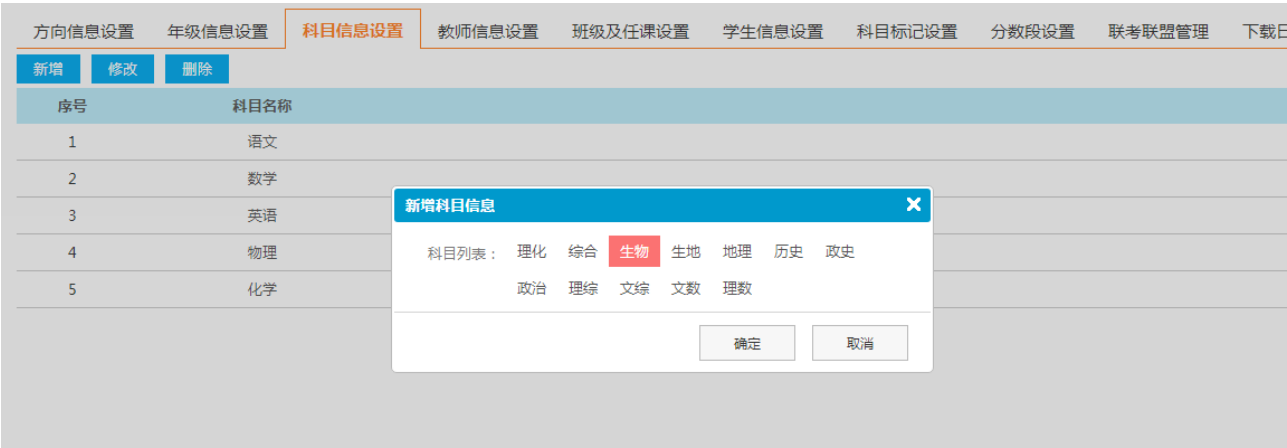 方向信息设置 年级信息设置 科目信息设置 教师信息设置 班级及任课设置 学生信息设置 科目标记设置 分数段设置 联考联盟管理 下载
新增 修改 删除
序号 科目名称
1 语文
2 数学
3 英语
4 物理
5 化学
新增科目信息
科目列表： 理化 综合 生物 生地 地理 历史 政史
政治 理综 文综 文数 理数
确定 取消